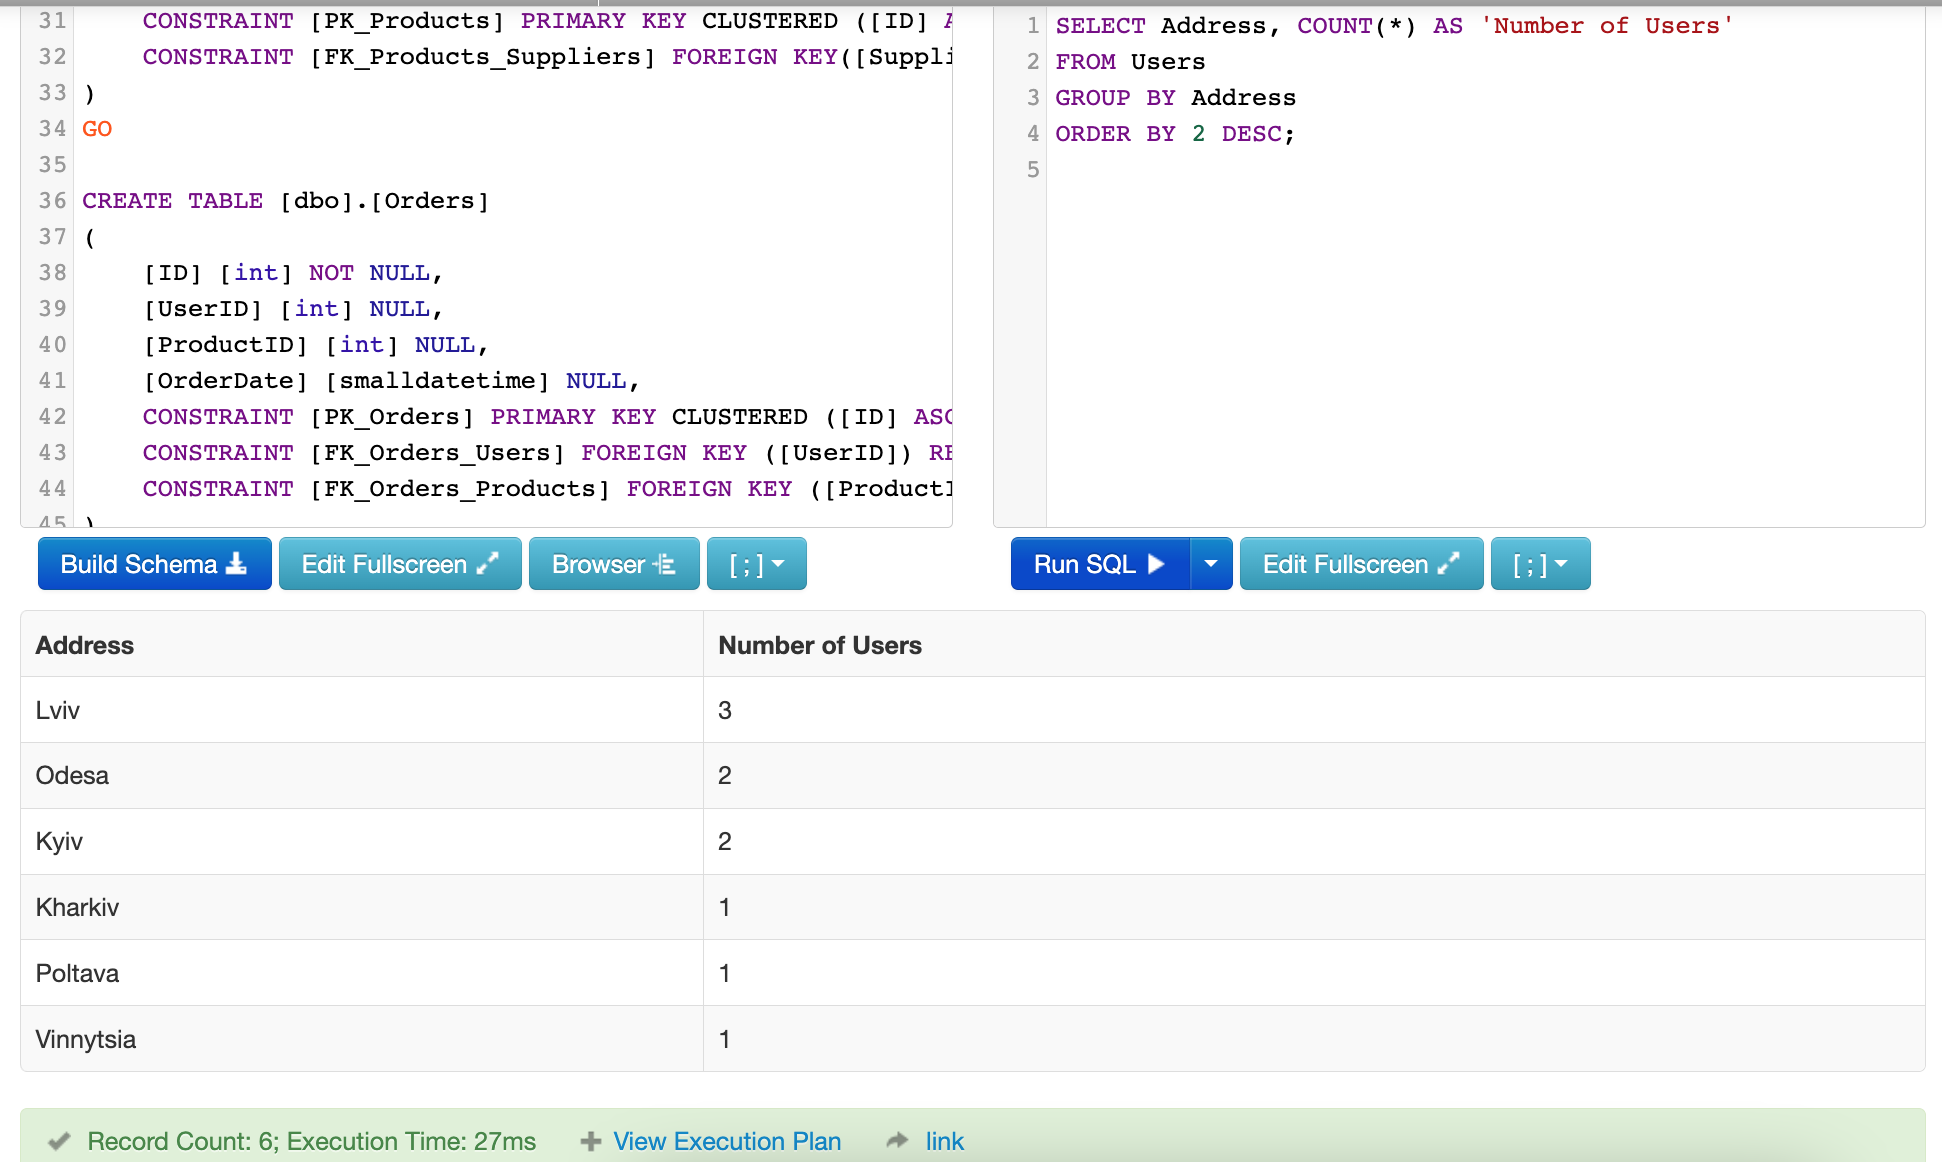 31 CONSTRAINT [PK_Products] PRIMARY KEY CLUSTERED ([ID]
32 CONSTRAINT [FK_Products_Suppliers] FOREIGN KEY([Suppli
33 )
34 GO
35
36 CREATE TABLE [dbo].[Orders]
37 (
38 [ID] [int] NOT NULL,
39 [UserID] [int] NULL,
40 [ProductID] [int] NULL,
41 [OrderDate] [smalldatetime] NULL,
42 CONSTRAINT [PK_Orders] PRIMARY KEY CLUSTERED ([ID] ASC
43 CONSTRAINT [FK_Orders_Users] FOREIGN KEY ([UserID]) RE
44 CONSTRAINT [FK_Orders_Products] FOREIGN KEY ([ProductI
45 )
1 SELECT Address, COUNT(*) AS 'Number of Users'
2 FROM Users
3 GROUP BY Address
4 ORDER BY 2 DESC;
5
Build Schema Edit Fullscreen Browser [;]
Run SQL Edit Fullscreen [;]
Address Number of Users
Lviv 3
Odesa 2
Kyiv 2
Kharkiv 1
Poltava 1
Vinnytsia 1
Record Count: 6; Execution Time: 27ms View Execution Plan link